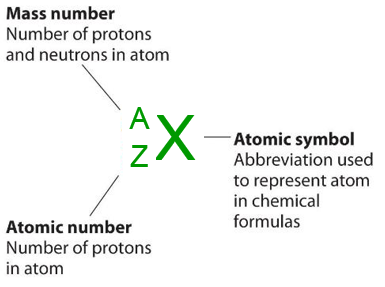 Mass number
Number of protons
and neutrons in atom
A
Z
X
Atomic symbol
Abbreviation used
to represent atom
in chemical
formulas
Atomic number
Number of protons
in atom